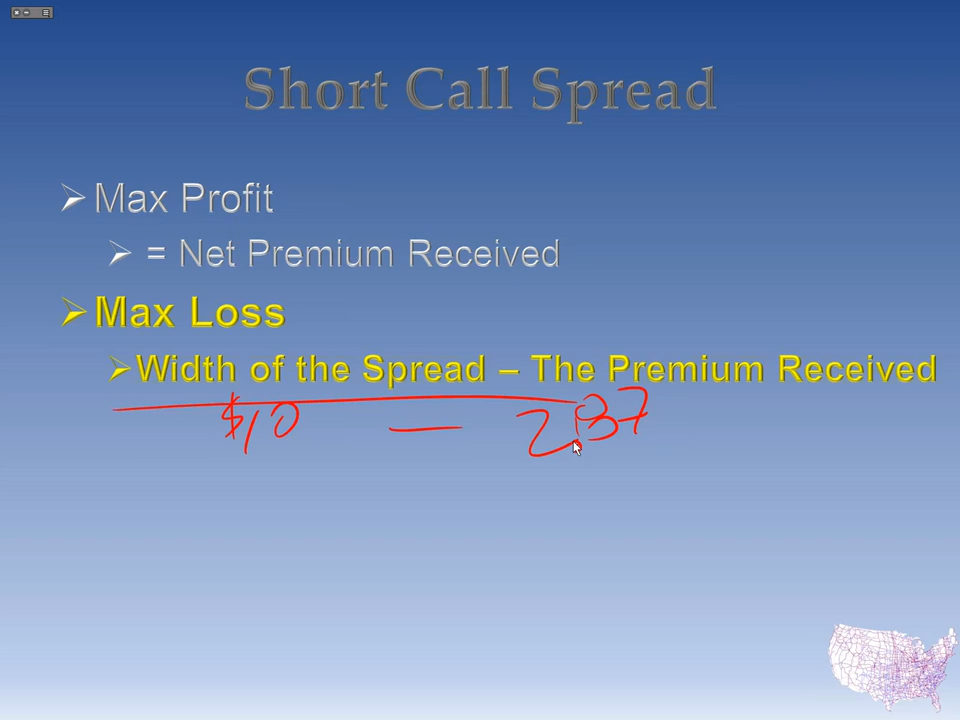 Short Call Spread
Max Profit
= Net Premium Received
Max Loss
Width of the Spread – The Premium Received
$10 — 2.37